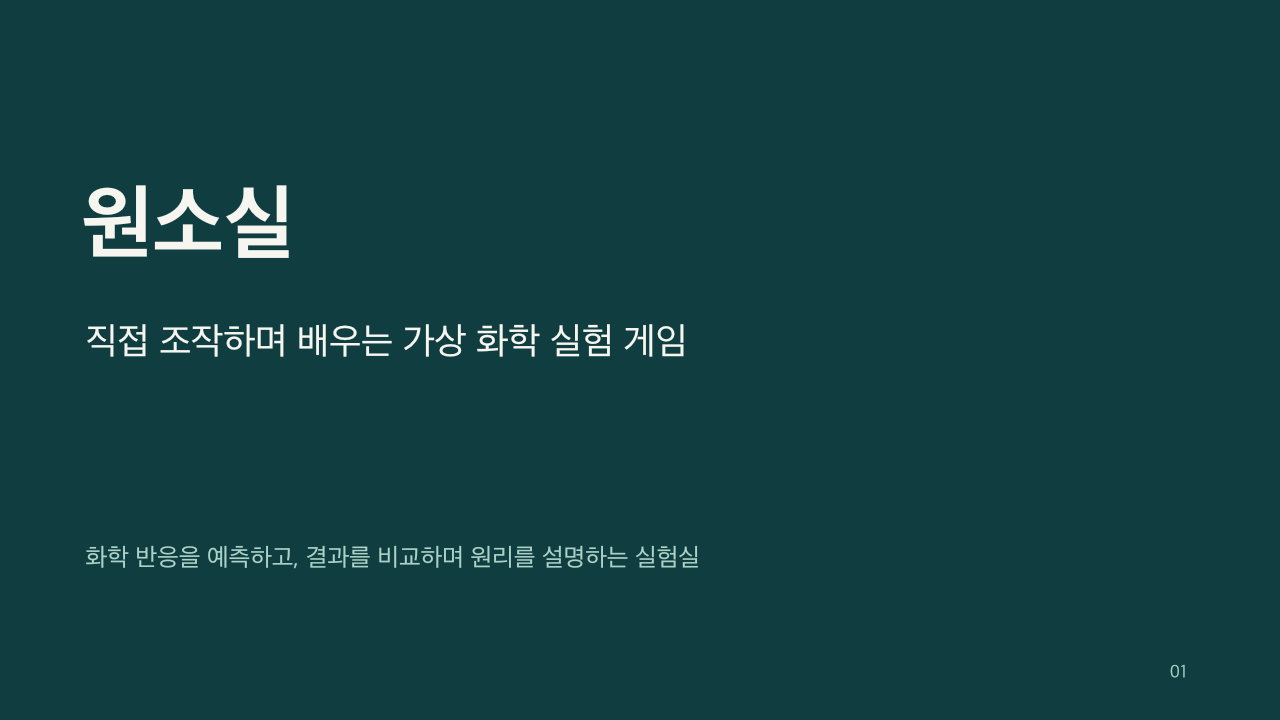 원소실
직접 조작하며 배우는 가상 화학 실험 게임
화학 반응을 예측하고, 결과를 비교하며 원리를 설명하는 실험실
01